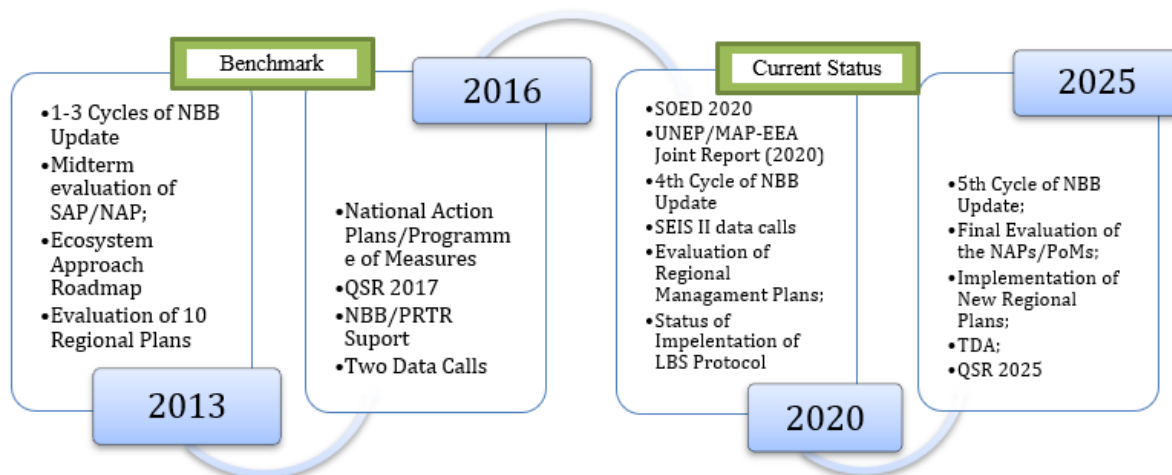 Benchmark
•1-3 Cycles of NBB
Update
•Midterm
evaluation of
SAP/NAP;
•Ecosystem
Approach
Roadmap
•Evaluation of 10
Regional Plans
2013
2016
•National Action
Plans/Programm
e of Measures
•QSR 2017
•NBB/PRTR
Suport
•Two Data Calls
Current Status
•SOED 2020
•UNEP/MAP-EEA
Joint Report (2020)
•4th Cycle of NBB
Update
•SEIS II data calls
•Evaluation of
Regional
Managament Plans;
•Status of
Impelentation of
LBS Protocol
2020
2025
•5th Cycle of NBB
Update;
•Final Evaluation of
the NAPs/PoMs;
•Implementation of
New Regional
Plans;
•TDA;
•QSR 2025